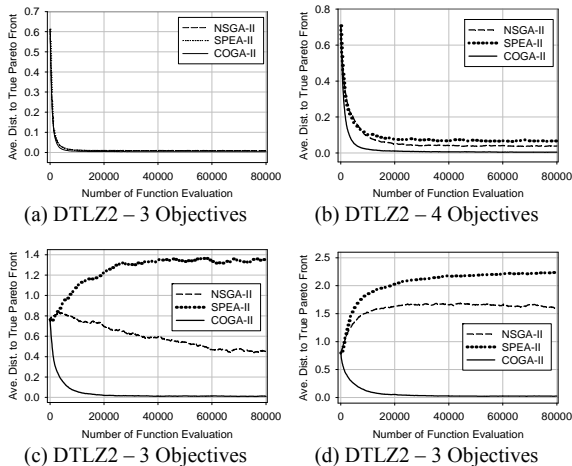 0.7
0.6
0.5
0.4
0.3
0.2
0.1
0.0
Ave. Dist. to True Pareto Front
NSGA-II
SPEA-II
COGA-II
0 20000 40000 60000 80000
Number of Function Evaluation
(a) DTLZ2 – 3 Objectives
0.8
0.6
0.4
0.2
0.0
Ave. Dist. to True Pareto Front
NSGA-II
SPEA-II
COGA-II
0 20000 40000 60000 80000
Number of Function Evaluation
(b) DTLZ2 – 4 Objectives
1.4
1.2
1.0
0.8
0.6
0.4
0.2
0.0
Ave. Dist. to True Pareto Front
NSGA-II
SPEA-II
COGA-II
0 20000 40000 60000 80000
Number of Function Evaluation
(c) DTLZ2 – 3 Objectives
2.5
2.0
1.5
1.0
0.5
0.0
Ave. Dist. to True Pareto Front
NSGA-II
SPEA-II
COGA-II
0 20000 40000 60000 80000
Number of Function Evaluation
(d) DTLZ2 – 3 Objectives